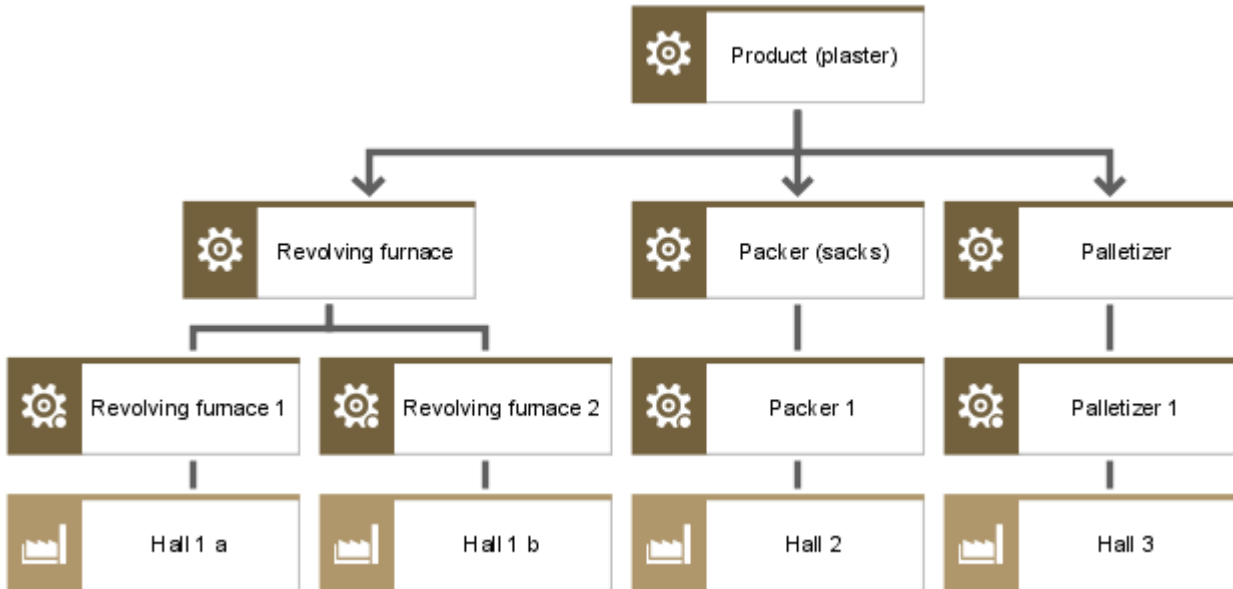 Product (plaster)
Revolving furnace
Packer (sacks)
Palletizer
Revolving furnace 1
Revolving furnace 2
Packer 1
Palletizer 1
Hall 1 a
Hall 1 b
Hall 2
Hall 3